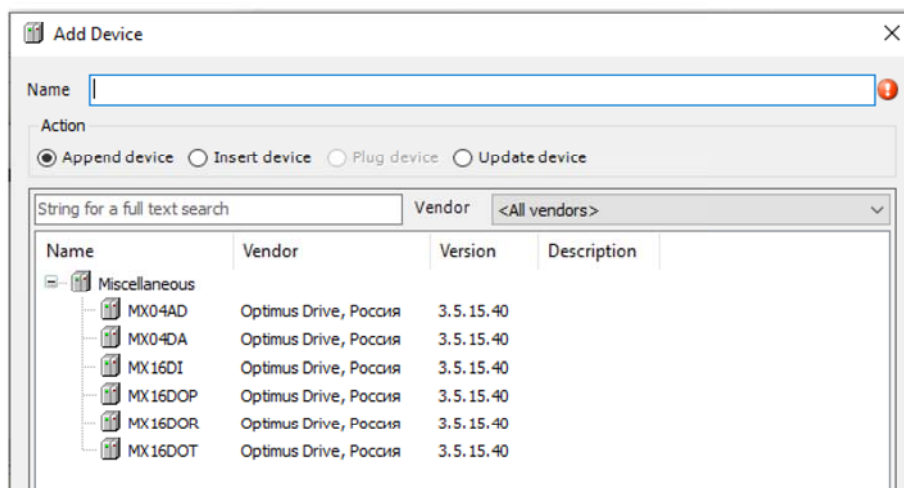 Add Device
Name
Action
Append device Insert device Plug device Update device
String for a full text search Vendor <All vendors>
Name Vendor Version Description
Miscellaneous
MX04AD Optimus Drive, Россия 3.5.15.40
MX04DA Optimus Drive, Россия 3.5.15.40
MX16DI Optimus Drive, Россия 3.5.15.40
MX16DOP Optimus Drive, Россия 3.5.15.40
MX16DOR Optimus Drive, Россия 3.5.15.40
MX16DOT Optimus Drive, Россия 3.5.15.40